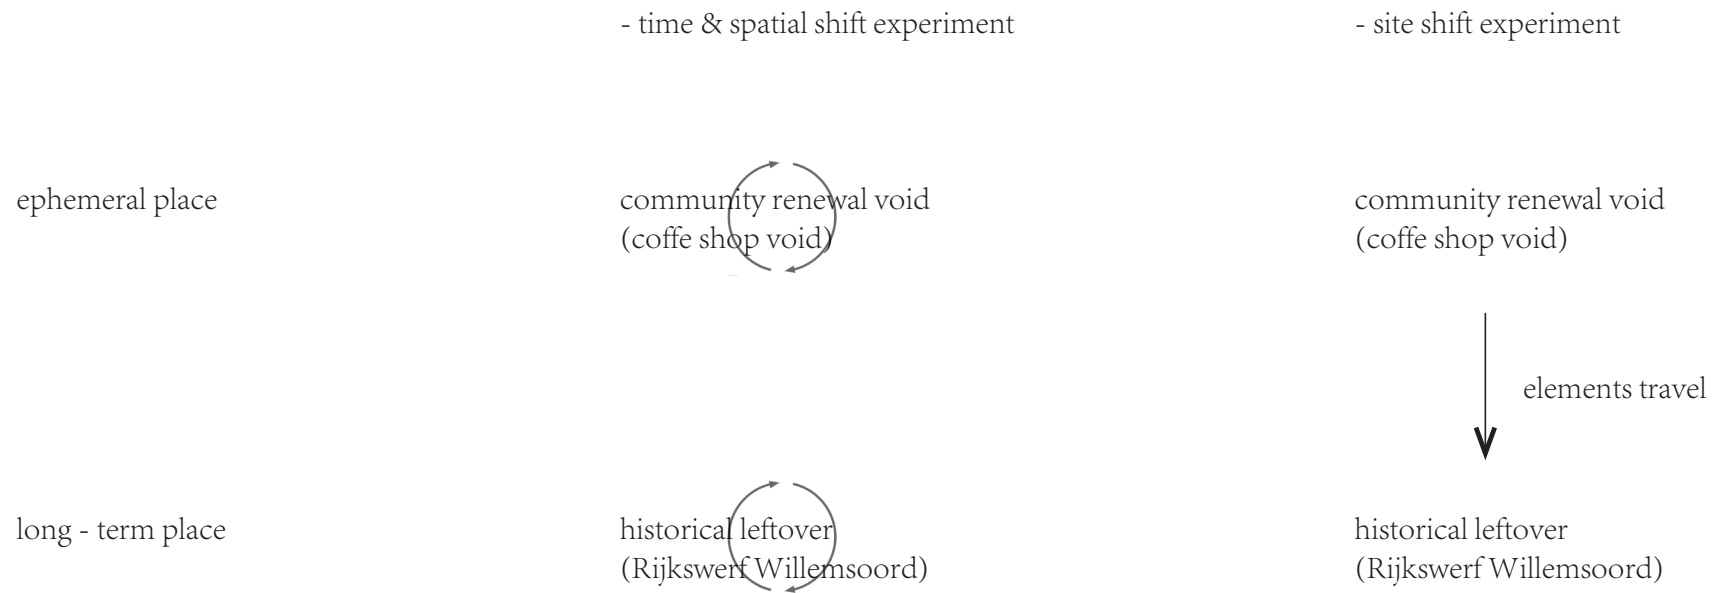 - time & spatial shift experiment
- site shift experiment
ephemeral place
community renewal void
(coffe shop void)
community renewal void
(coffe shop void)
elements travel
long - term place
historical leftover
(Rijkswerf Willemsoord)
historical leftover
(Rijkswerf Willemsoord)